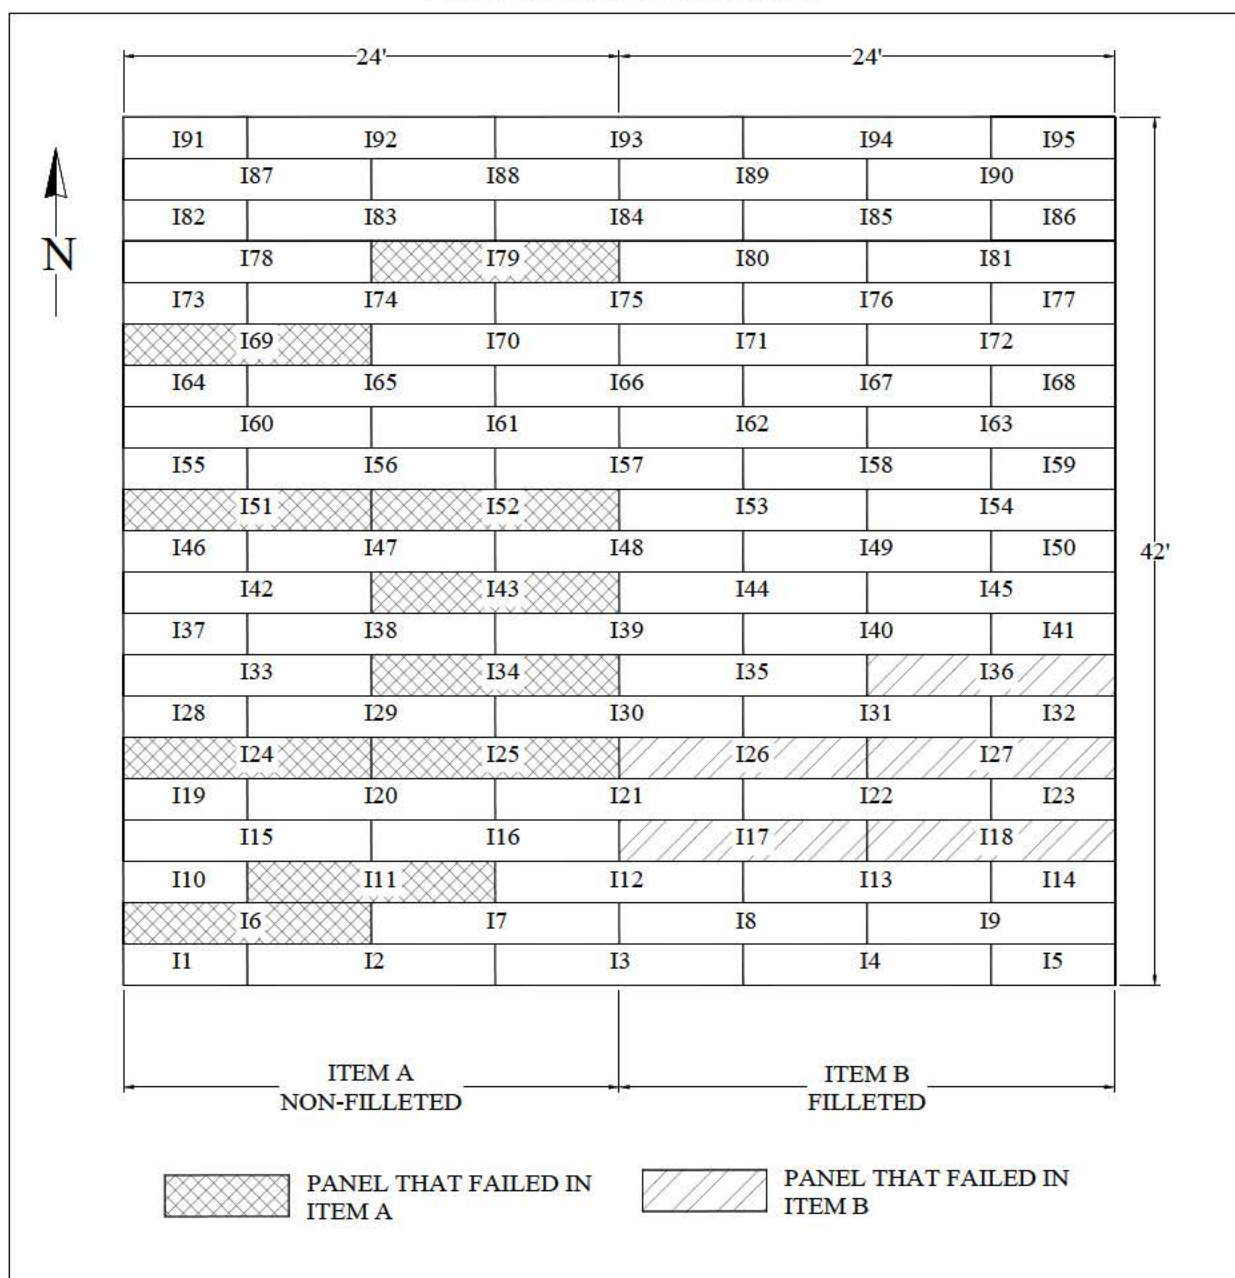 24' 24'
I91 I92 I93 I94 I95
I87 I88 I89 I90
I82 I83 I84 I85 I86
N
I78 I79 I80 I81
I73 I74 I75 I76 I77
I69 I70 I71 I72
I64 I65 I66 I67 I68
I60 I61 I62 I63
I55 I56 I57 I58 I59
I51 I52 I53 I54
I46 I47 I48 I49 I50
42'
I42 I43 I44 I45
I37 I38 I39 I40 I41
I33 I34 I35 I36
I28 I29 I30 I31 I32
I24 I25 I26 I27
I19 I20 I21 I22 I23
I15 I16 I17 I18
I10 I11 I12 I13 I14
I6 I7 I8 I9
I1 I2 I3 I4 I5
ITEM A
NON-FILLETED
ITEM B
FILLETED
PANEL THAT FAILED IN
ITEM A
PANEL THAT FAILED IN
ITEM B